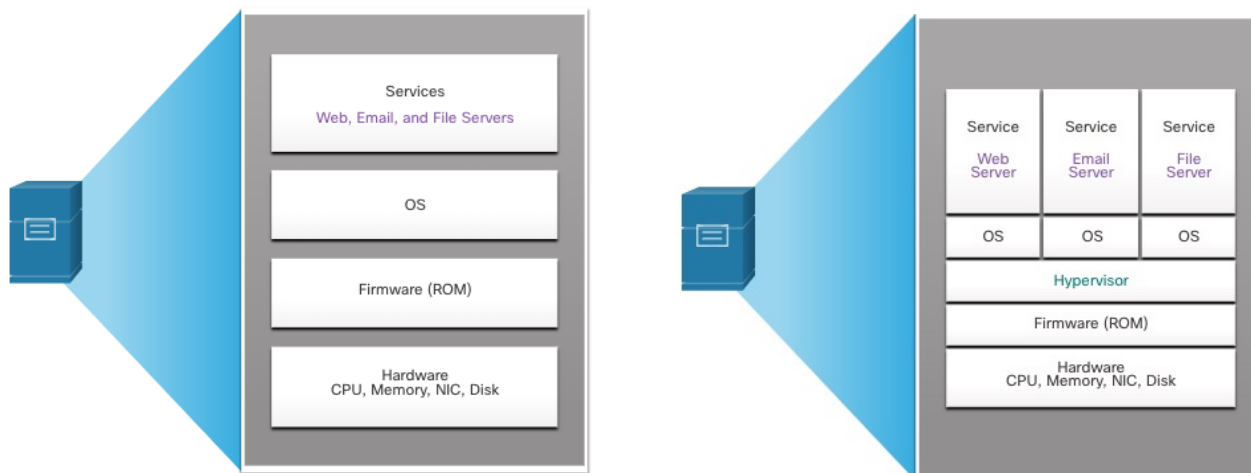 Services
Web, Email, and File Servers
OS
Firmware (ROM)
Hardware
CPU, Memory, NIC, Disk
Service
Web
Server
Service
Email
Server
Service
File
Server
OS
OS
OS
Hypervisor
Firmware (ROM)
Hardware
CPU, Memory, NIC, Disk